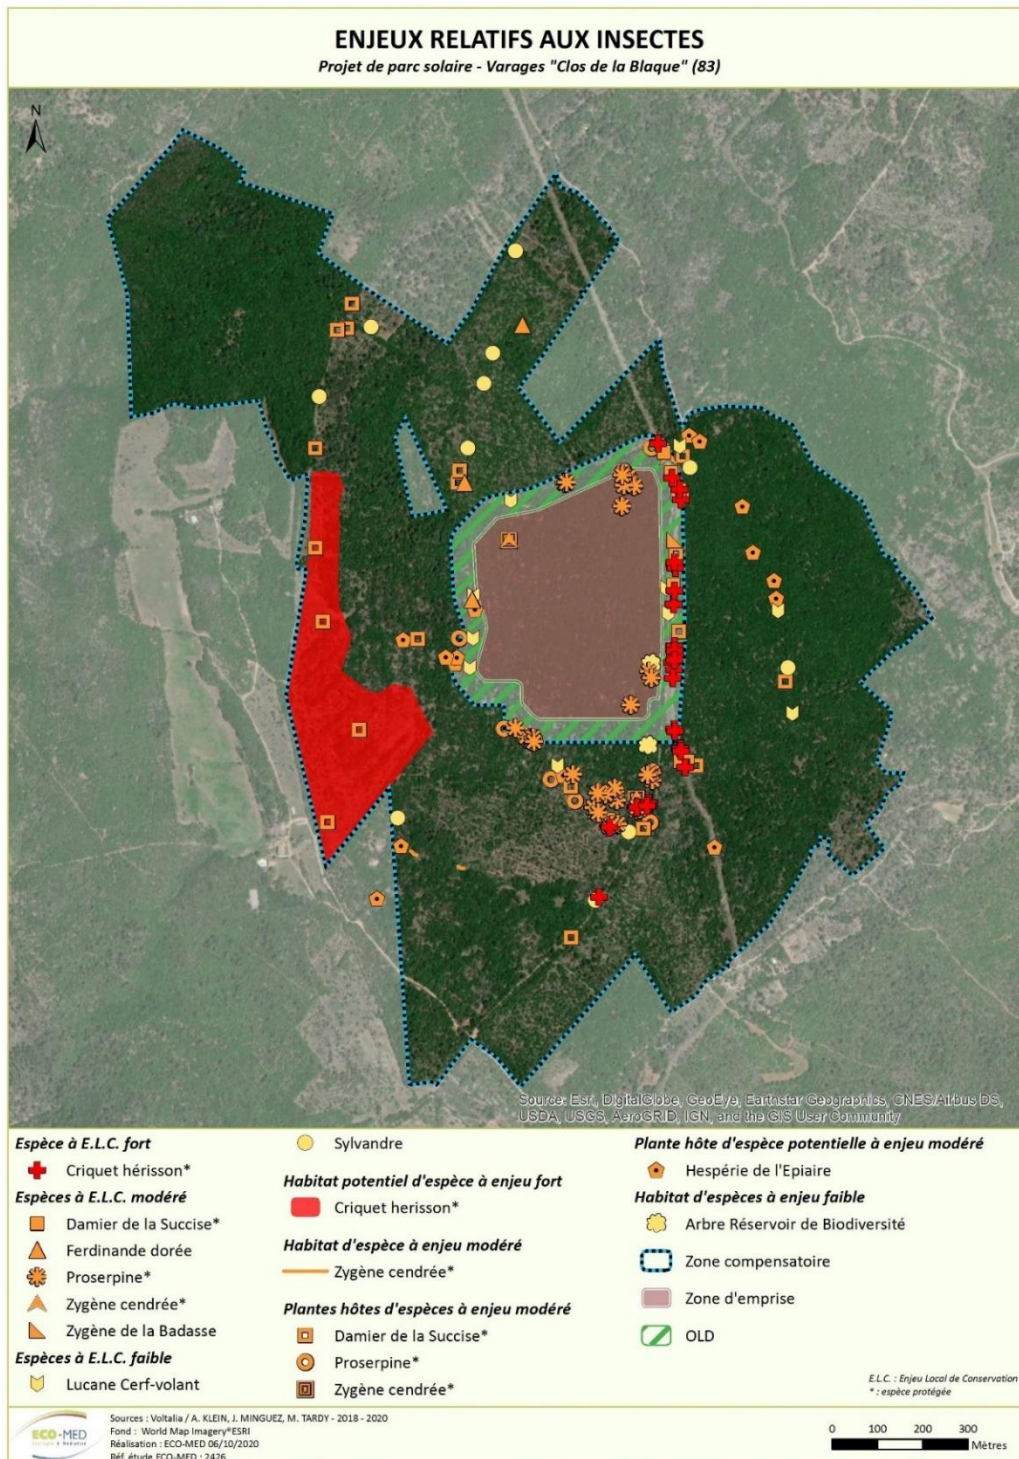 ENJEUX RELATIFS AUX INSECTES
Projet de parc solaire - Varages "Clos de la Blaque" (83)
N
Source: Esri, DigitalGlobe, GeoEye, Earthstar Geographics, CNES/Airbus DS,
USDA, USGS, AeroGRID, IGN, and the GIS User Community
Espèce à E.L.C. fort
Criquet hérisson*
Espèces à E.L.C. modéré
Damier de la Succise*
Ferdinande dorée
Proserpine*
Zygène cendrée*
Zygène de la Badasse
Espèces à E.L.C. faible
Lucane Cerf-volant
Sylvandre
Habitat potentiel d'espèce à enjeu fort
Criquet herisson*
Habitat d'espèce à enjeu modéré
Zygène cendrée*
Plantes hôtes d'espèces à enjeu modéré
Damier de la Succise*
Proserpine*
Zygène cendrée*
Plante hôte d'espèce potentielle à enjeu modéré
Hespérie de l'Epiaire
Habitat d'espèces à enjeu faible
Arbre Réservoir de Biodiversité
Zone compensatoire
Zone d'emprise
OLD
E.L.C. : Enjeu Local de Conservation
* : espèce protégée
ECO-MED
Sources : Voltalia / A. KLEIN, J. MINGUEZ, M. TARDY - 2018 - 2020
Fond : World Map Imagery®ESRI
Réalisation : ECO-MED 06/10/2020
Réf. étude ECO-MED : 2426
0 100 200 300
Mètres